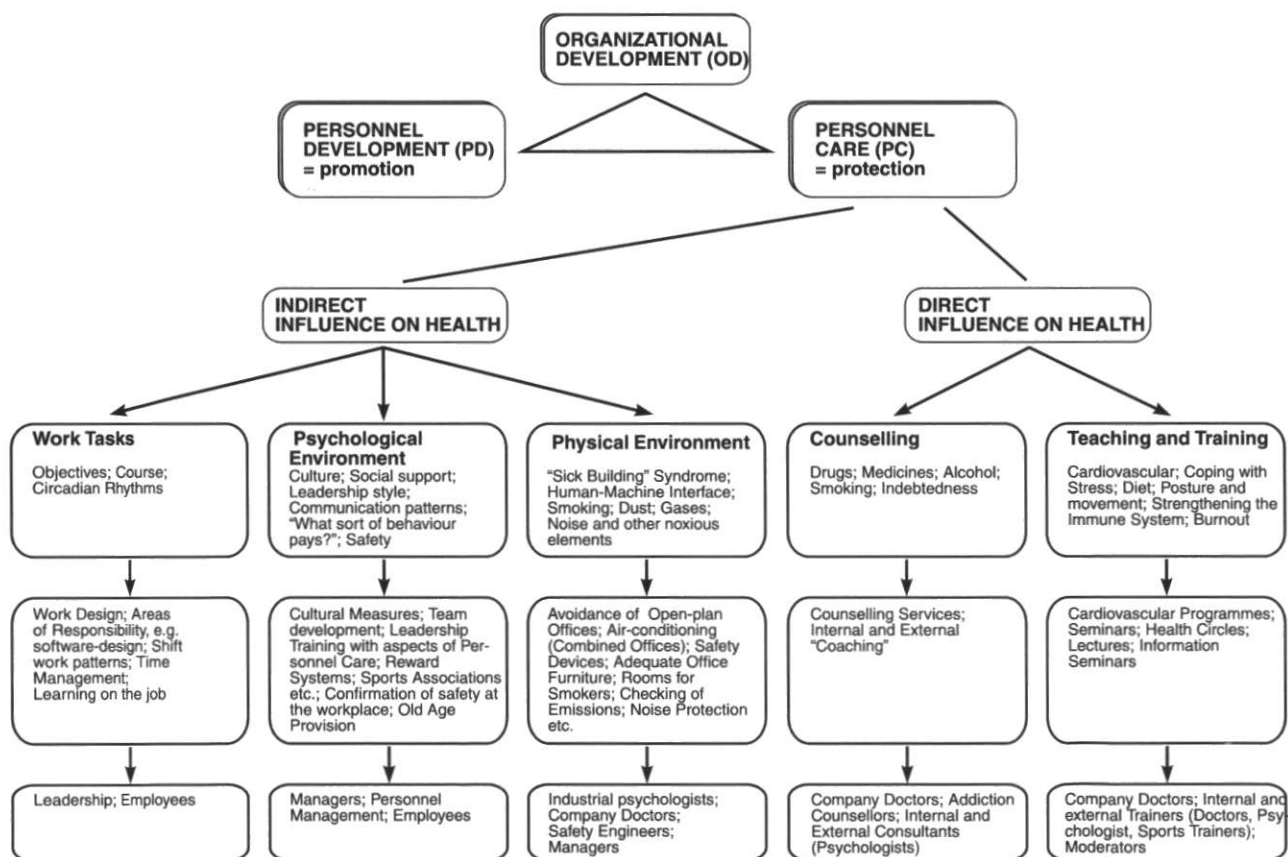 ORGANIZATIONAL
DEVELOPMENT (OD)
PERSONNEL
DEVELOPMENT (PD)
= promotion
PERSONNEL
CARE (PC)
= protection
INDIRECT
INFLUENCE ON HEALTH
DIRECT
INFLUENCE ON HEALTH
Work Tasks
Objectives; Course;
Circadian Rhythms
Psychological
Environment
Culture; Social support;
Leadership style;
Communication patterns;
“What sort of behaviour
pays?”; Safety
Physical Environment
“Sick Building” Syndrome;
Human-Machine Interface;
Smoking; Dust; Gases;
Noise and other noxious
elements
Counselling
Drugs; Medicines; Alcohol;
Smoking; Indebtedness
Teaching and Training
Cardiovascular; Coping with
Stress; Diet; Posture and
movement; Strengthening the
Immune System; Burnout
Work Design; Areas
of Responsibility, e.g.
software-design; Shift
work patterns; Time
Management;
Learning on the job
Cultural Measures; Team
development; Leadership
Training with aspects of Per-
sonnel Care; Reward
Systems; Sports Associations
etc.; Confirmation of safety at
the workplace; Old Age
Provision
Avoidance of Open-plan
Offices; Air-conditioning
(Combined Offices); Safety
Devices; Adequate Office
Furniture; Rooms for
Smokers; Checking of
Emissions; Noise Protection
etc.
Counselling Services;
Internal and External
“Coaching”
Cardiovascular Programmes;
Seminars; Health Circles;
Lectures; Information
Seminars
Leadership; Employees
Managers; Personnel
Management; Employees
Industrial psychologists;
Company Doctors;
Safety Engineers;
Managers
Company Doctors; Addiction
Counsellors; Internal and
External Consultants
(Psychologists)
Company Doctors; Internal and
external Trainers (Doctors, Psy-
chologist, Sports Trainers);
Moderators